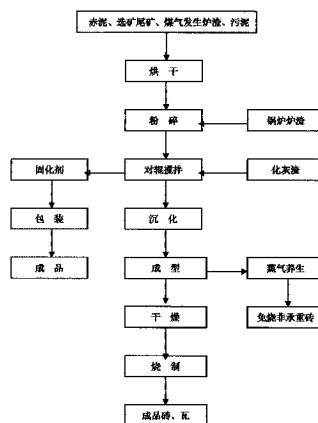 赤泥、选矿尾矿、煤气发生炉渣、污泥
烘 干
粉 碎
锅炉炉渣
固化剂
对辊搅拌
化灰渣
包 装
沉 化
成 品
成 型
蒸气养生
干 燥
免烧非承重砖
烧 制
成品砖、瓦